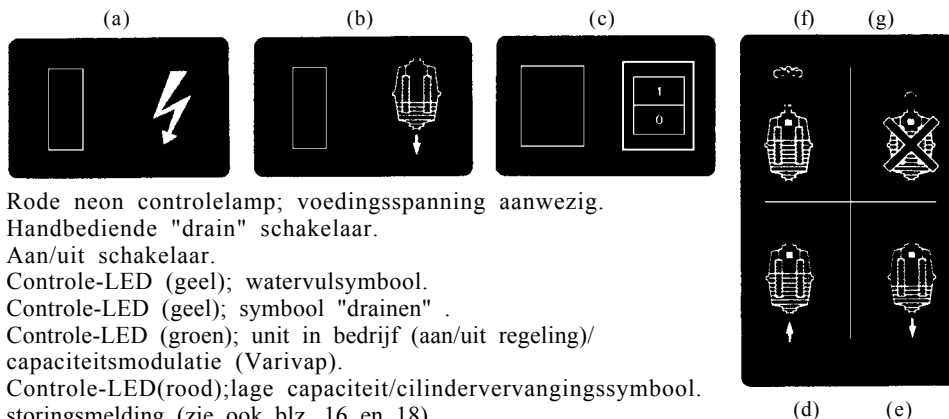 (a) (b) (c) (f) (g)
1
0
Rode neon controlelamp; voedingsspanning aanwezig.
Handbediende "drain" schakelaar.
Aan/uit schakelaar.
Controle-LED (geel); watervulsymbool.
Controle-LED (geel); symbool "drainen" .
Controle-LED (groen); unit in bedrijf (aan/uit regeling)/
capaciteitsmodulatie (Varivap).
Controle-LED(rood);lage capaciteit/cilindervervangingssymbool.
storingsmelding (zie ook blz. 16 en 18)
(d) (e)